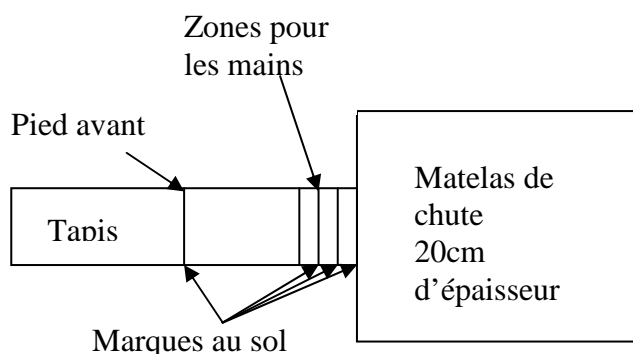 Zones pour
les mains
Pied avant
Tapis
Matelas de
chute
20cm
d’épaisseur
Marques au sol